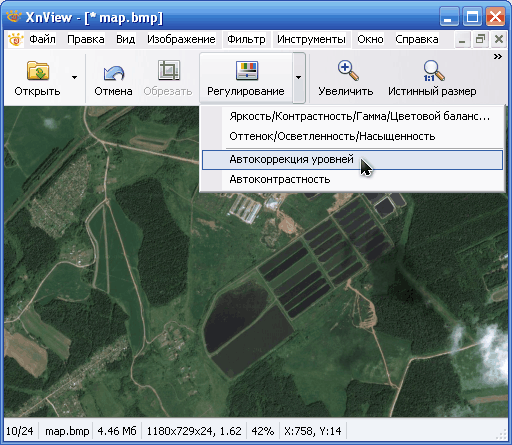 XnView - [* map.bmp]
Файл Правка Вид Изображение Фильтр Инструменты Окно Справка
Открыть Отмена Обрезать Регулирование Увеличить Истинный размер
1:1
Яркость/Контрастность/Гамма/Цветовой баланс...
Оттенок/Осветленность/Насыщенность
Автокоррекция уровней
Автоконтрастность
10/24 map.bmp 4.46 Мб 1180x729x24, 1.62 42% X:758, Y:14